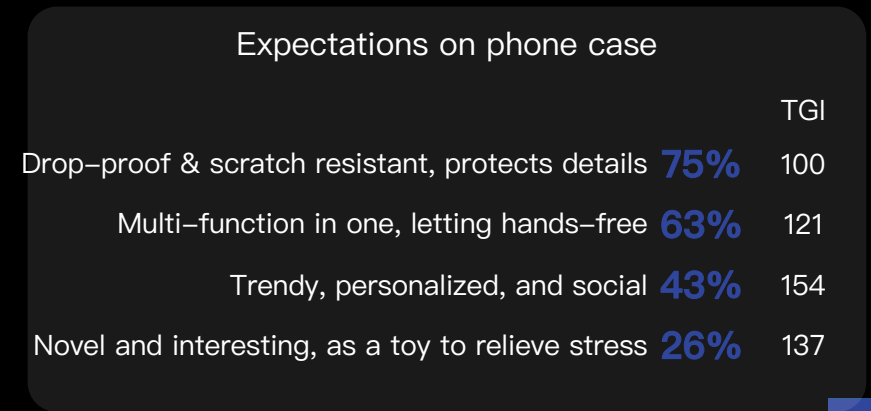 Expectations on phone case
TGI
Drop-proof & scratch resistant, protects details 75% 100
Multi-function in one, letting hands-free 63% 121
Trendy, personalized, and social 43% 154
Novel and interesting, as a toy to relieve stress 26% 137